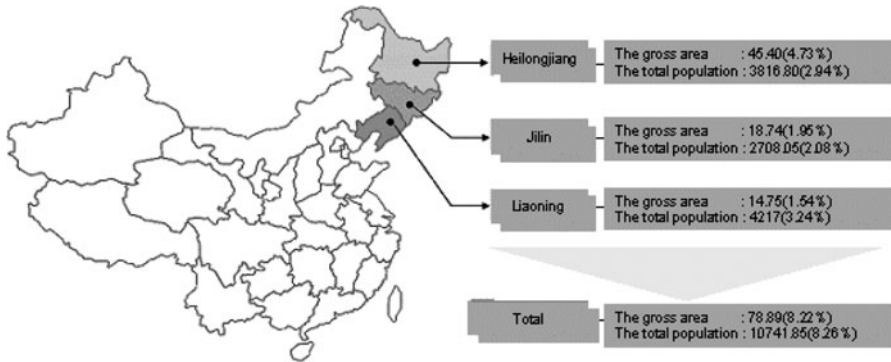 Heilongjiang
The gross area : 45.40(4.73%)
The total population : 3816.80(2.94%)
Jilin
The gross area : 18.74(1.95%)
The total population : 2708.05(2.08%)
Liaoning
The gross area : 14.75(1.54%)
The total population : 4217(3.24%)
Total
The gross area : 78.89(8.22%)
The total population : 10741.85(8.26%)